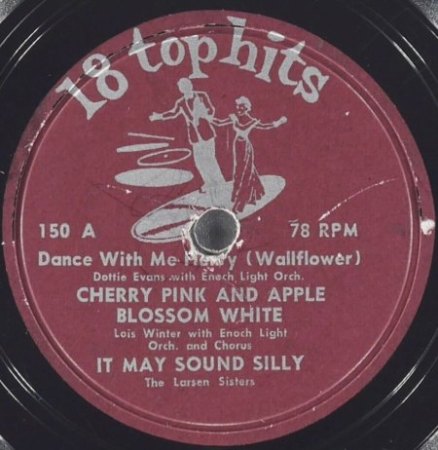 18 top hits
150 A 78 RPM
Dance With Me (Wallflower)
Dottie Evans with Enoch Light Orch.
CHERRY PINK AND APPLE
BLOSSOM WHITE
Lois Winter with Enoch Light
Orch. and Chorus
IT MAY SOUND SILLY
The Larsen Sisters